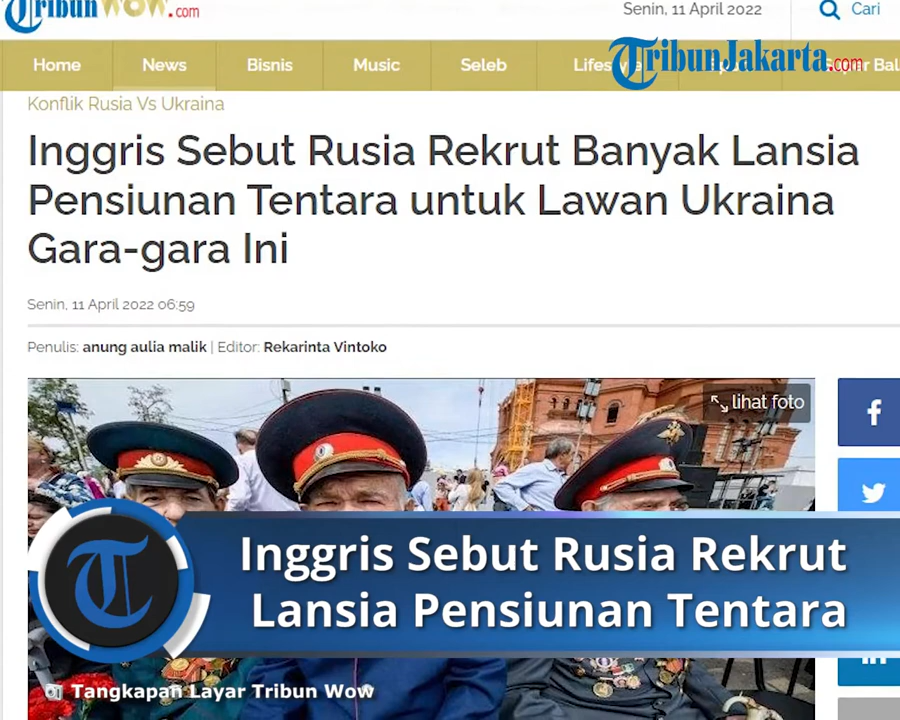 TribunWOW.com
Senin, 11 April 2022
Cari
Home News Bisnis Music Seleb
TribunJakarta.com
Konflik Rusia Vs Ukraina
Inggris Sebut Rusia Rekrut Banyak Lansia
Pensiunan Tentara untuk Lawan Ukraina
Gara-gara Ini
Senin, 11 April 2022 06:59
Penulis: anung aulia malik | Editor: Rekarinta Vintoko
lihat foto
Inggris Sebut Rusia Rekrut
Lansia Pensiunan Tentara
Tangkapan Layar Tribun Wow